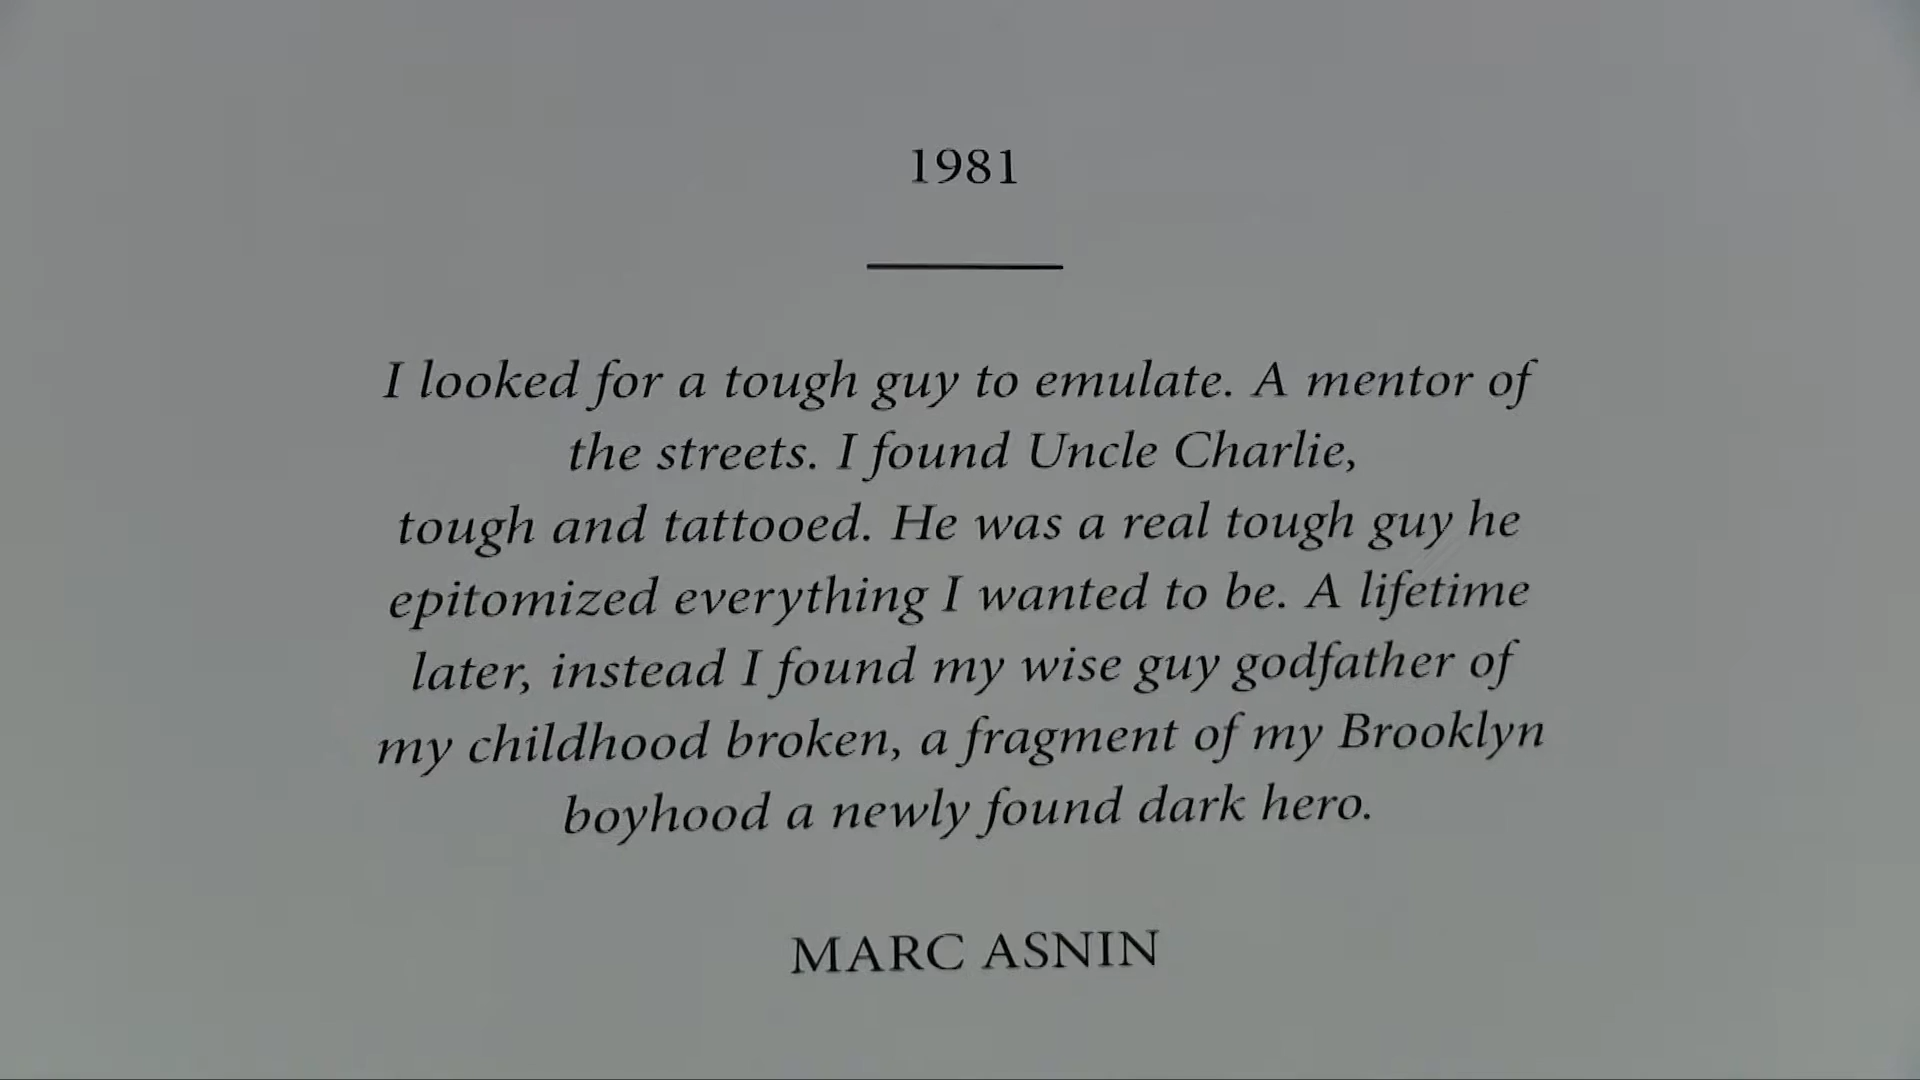 1981
I looked for a tough guy to emulate. A mentor of
the streets. I found Uncle Charlie,
tough and tattooed. He was a real tough guy he
epitomized everything I wanted to be. A lifetime
later, instead I found my wise guy godfather of
my childhood broken, a fragment of my Brooklyn
boyhood a newly found dark hero.
MARC ASNIN